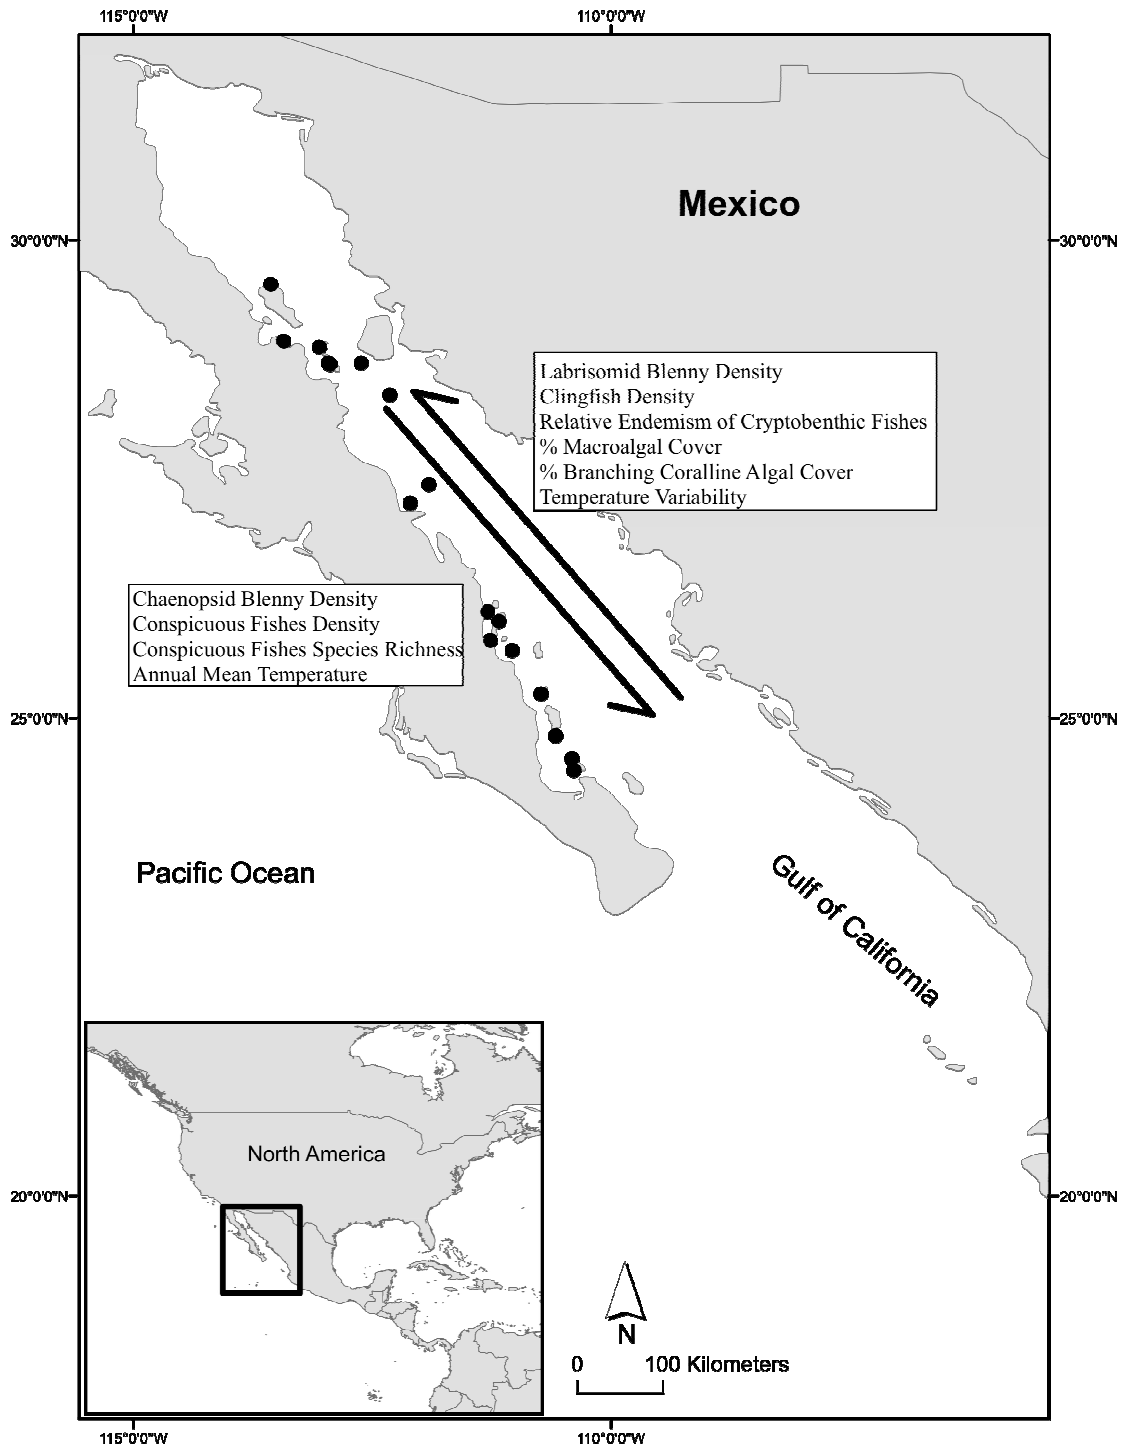 115°0'0"W 110°0'0"W
Mexico
30°0'0"N 30°0'0"N
Labrisomid Blenny Density
Clingfish Density
Relative Endemism of Cryptobenthic Fishes
% Macroalgal Cover
% Branching Coralline Algal Cover
Temperature Variability
Chaenopsid Blenny Density
Conspicuous Fishes Density
Conspicuous Fishes Species Richness
Annual Mean Temperature
25°0'0"N 25°0'0"N
Pacific Ocean
Gulf of California
North America
20°0'0"N 20°0'0"N
N
0 100 Kilometers
115°0'0"W 110°0'0"W